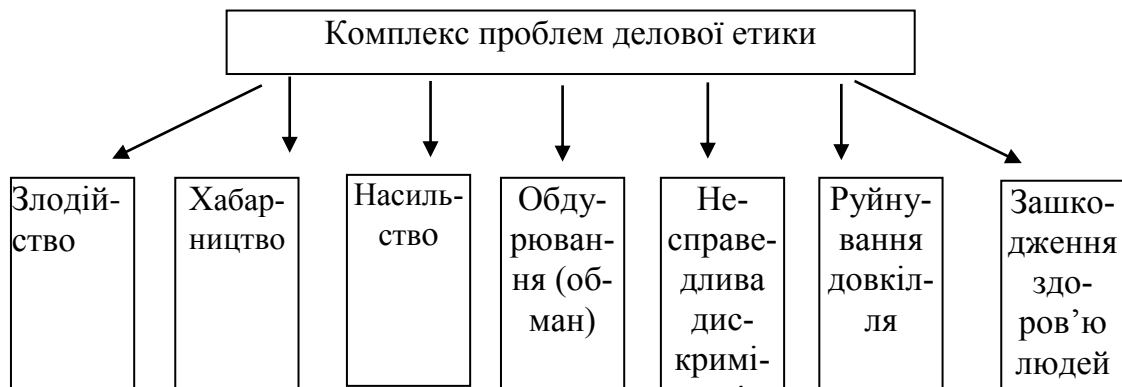 Комплекс проблем делової етики
Злодій-
ство
Хабар-
ництво
Насиль-
ство
Обду-
рюван-
ня (об-
ман)
Не-
справе-
длива
дис-
кримі-
Руйну-
вання
довкіл-
ля
Зашко-
дження
здо-
ров’ю
людей